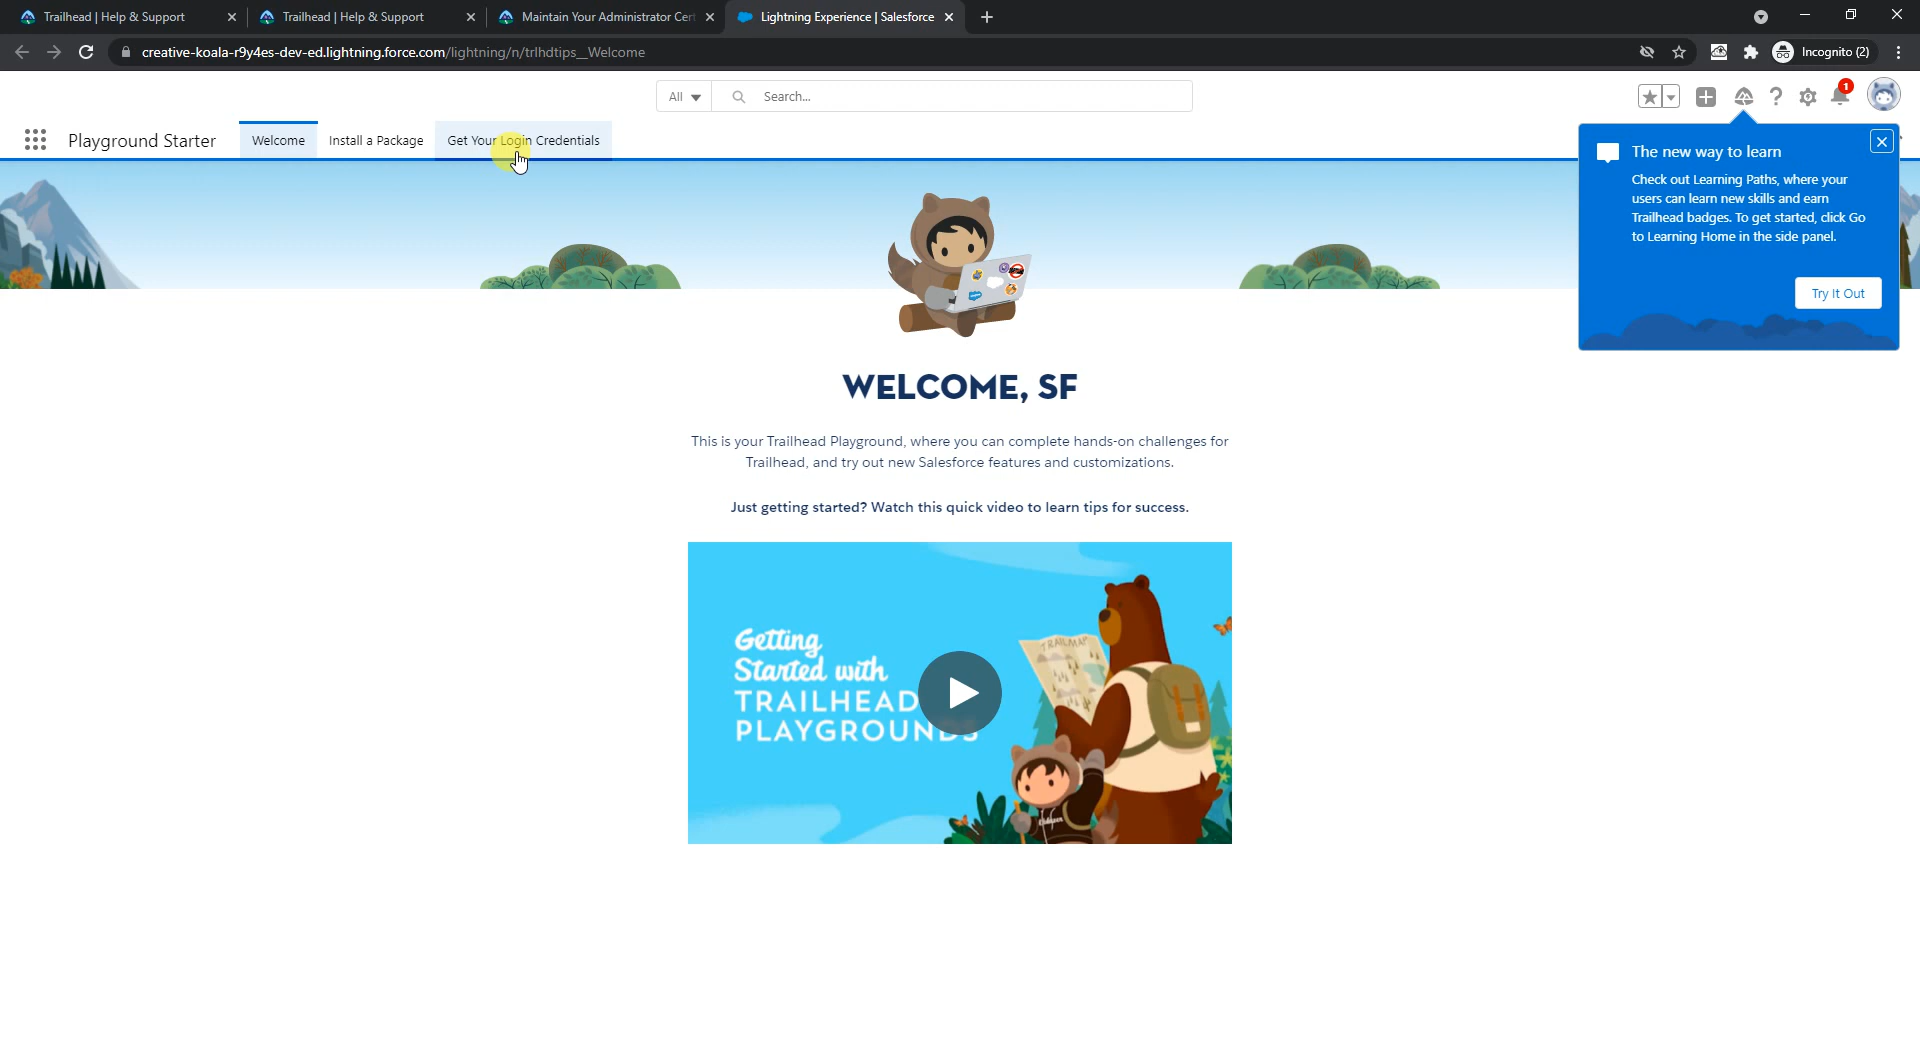 Trailhead | Help & Support
Trailhead | Help & Support
Maintain Your Administrator Cert
Lightning Experience | Salesforce
creative-koala-r9y4es-dev-ed.lightning.force.com/lightning/n/trlhdtips__Welcome
Incognito (2)
All
Search...
1
Playground Starter
Welcome
Install a Package
Get Your Login Credentials
The new way to learn
Check out Learning Paths, where your
users can learn new skills and earn
Trailhead badges. To get started, click Go
to Learning Home in the side panel.
Try It Out
WELCOME, SF
This is your Trailhead Playground, where you can complete hands-on challenges for
Trailhead, and try out new Salesforce features and customizations.
Just getting started? Watch this quick video to learn tips for success.
Getting
Started with
TRAILHEAD
PLAYGROUNDS
TRAILMAP